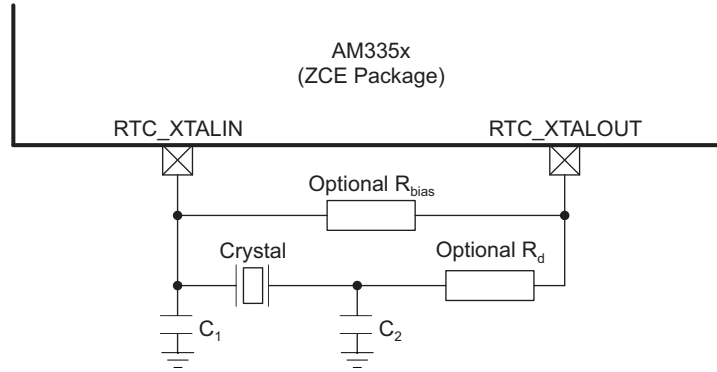 AM335x
(ZCE Package)
RTC_XTALIN
RTC_XTALOUT
Optional Rbias
Crystal
Optional Rd
C1
C2